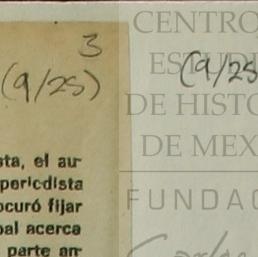 3
(9/25)
(9/25
CENTRO
ESTUDI
DE HISTO
DE MEX
FUNDAC
sta, el au-
periodista
ocuró fijar
pal acerca
parte an-